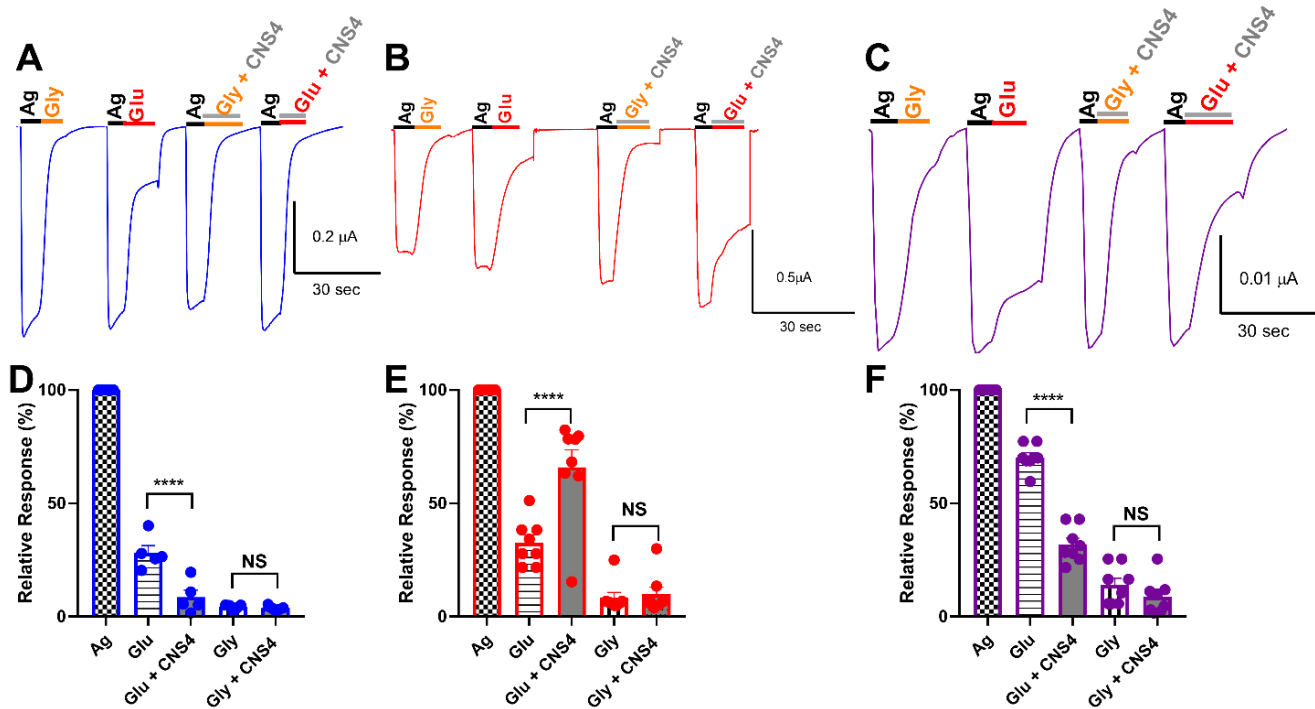 A
Ag Gly Ag Glu Ag Gly + CNS4 Ag Glu + CNS4
0.2 µA
30 sec
B
Ag Gly Ag Glu Ag Gly + CNS4 Ag Glu + CNS4
0.5µA
30 sec
C
Ag Gly Ag Glu Ag Gly + CNS4 Ag Glu + CNS4
0.01 µA
30 sec
D
Relative Response (%)
100
50
0
****
NS
Ag
Glu
Glu + CNS4
Gly
Gly + CNS4
E
Relative Response (%)
100
50
0
****
NS
Ag
Glu
Glu + CNS4
Gly
Gly + CNS4
F
Relative Response (%)
100
50
0
****
NS
Ag
Glu
Glu + CNS4
Gly
Gly + CNS4